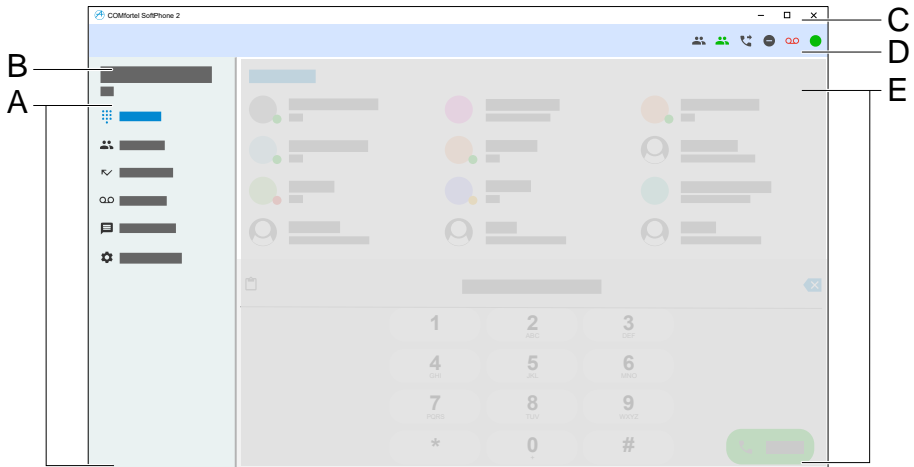 COMfortel SoftPhone 2
C
D
B
A
E
1 2 3
ABC DEF
4 5 6
GHI JKL MNO
7 8 9
PQRS TUV WXYZ
* 0 #
+